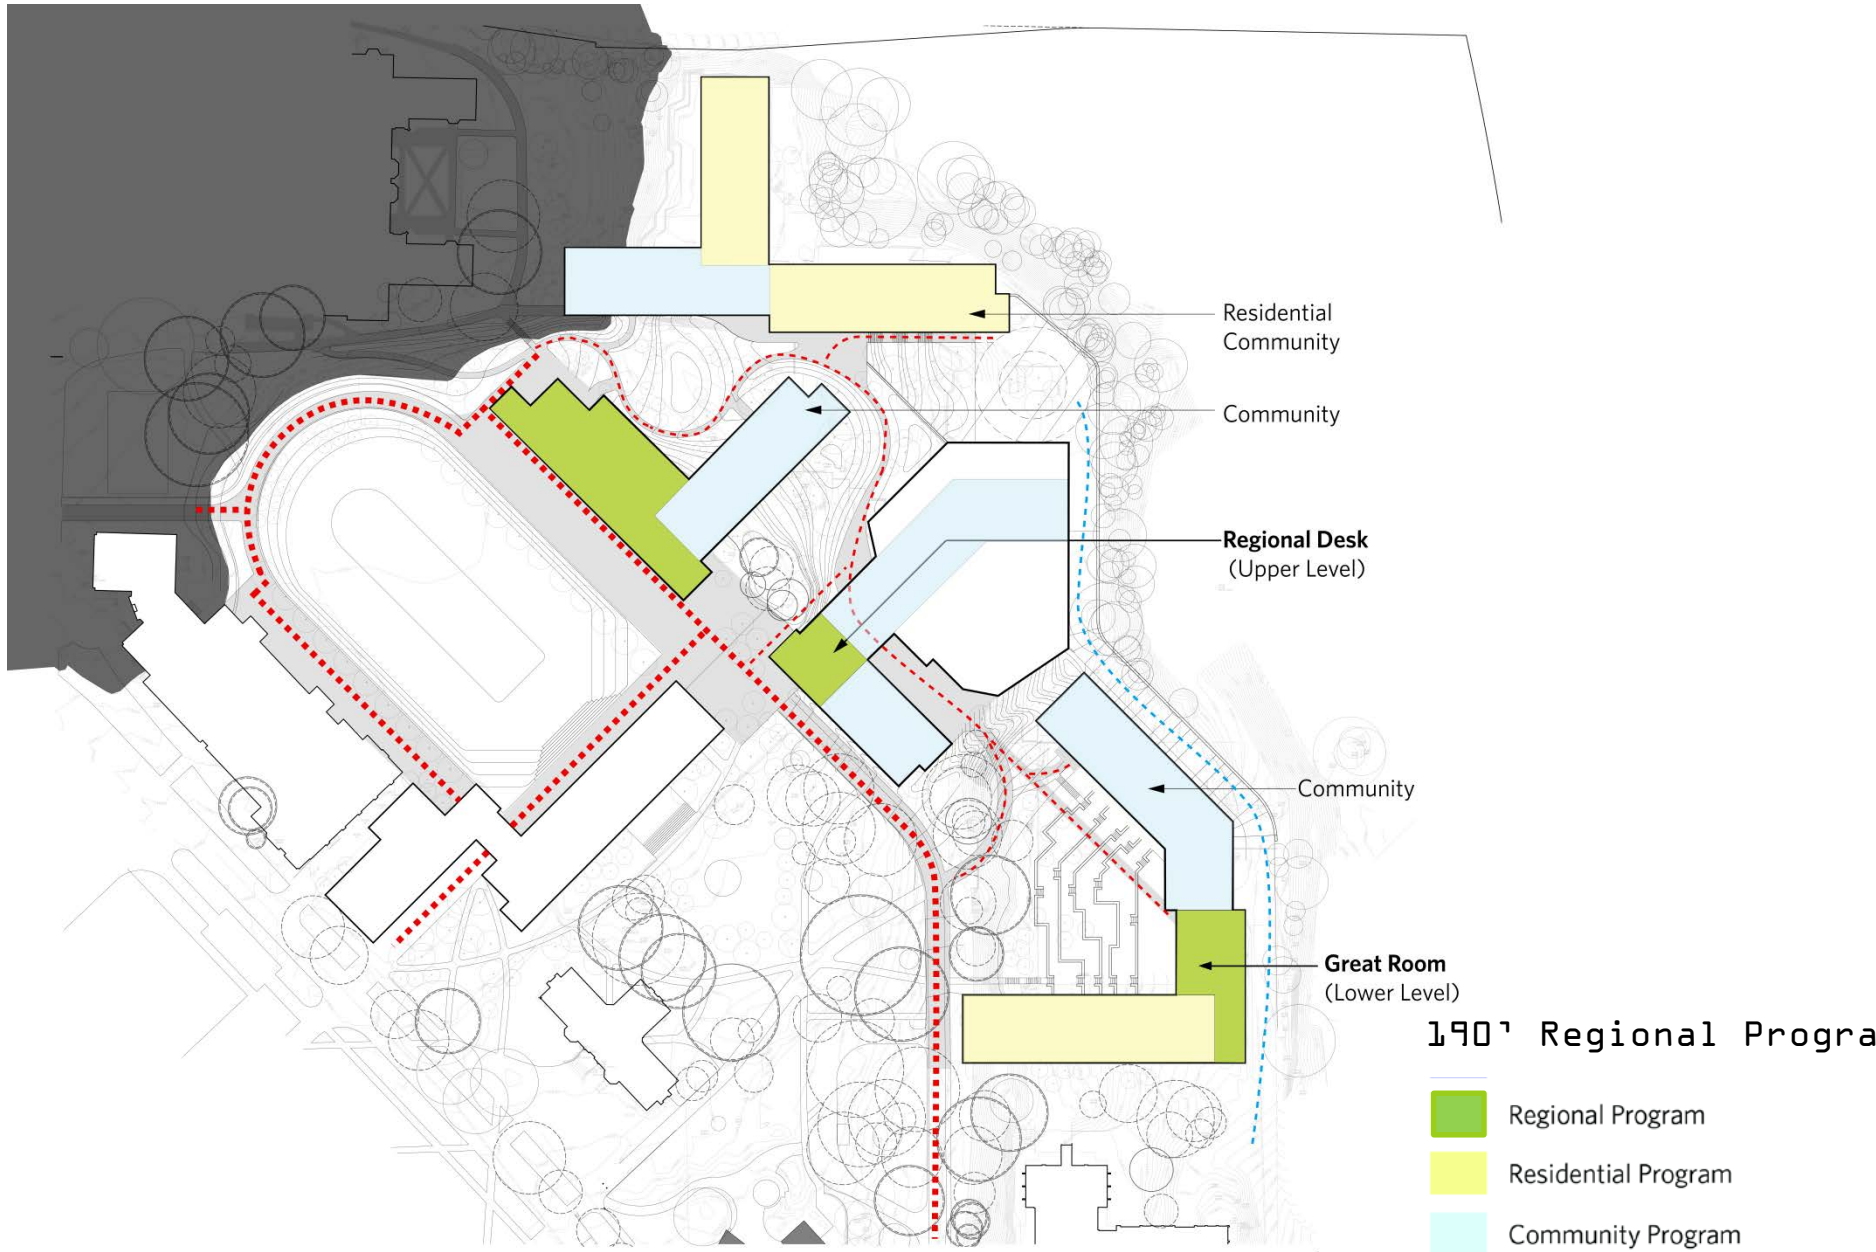 Residential
Community
Community
Regional Desk
(Upper Level)
Community
Great Room
(Lower Level)
190' Regional Progra
Regional Program
Residential Program
Community Program